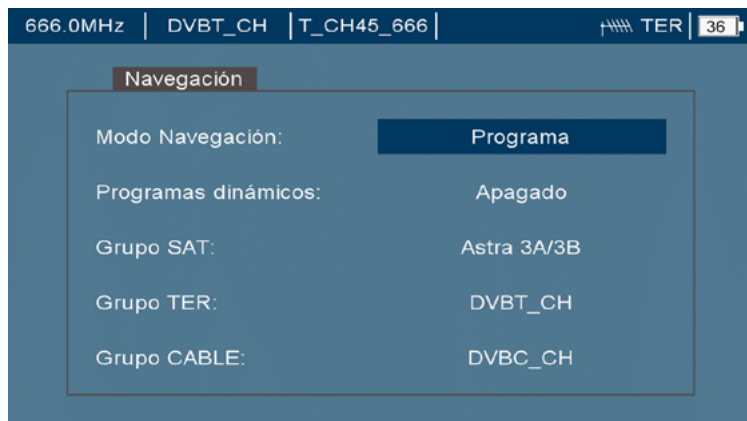 666.0MHz DVBT_CH T_CH45_666 TER 36
Navegación
Modo Navegación: Programa
Programas dinámicos: Apagado
Grupo SAT: Astra 3A/3B
Grupo TER: DVBT_CH
Grupo CABLE: DVBC_CH